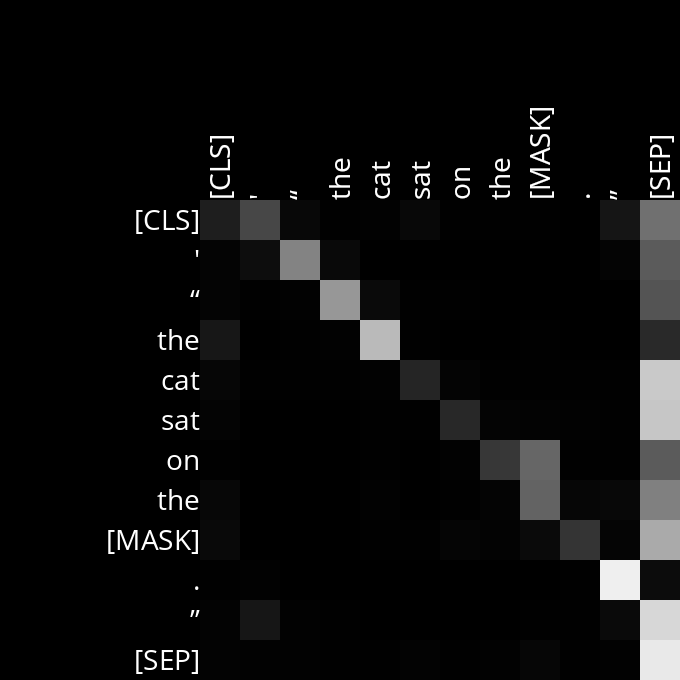 [CLS] ' “ the cat sat on the [MASK] . ” [SEP]
[CLS]
'
“
the
cat
sat
on
the
[MASK]
.
”
[SEP]